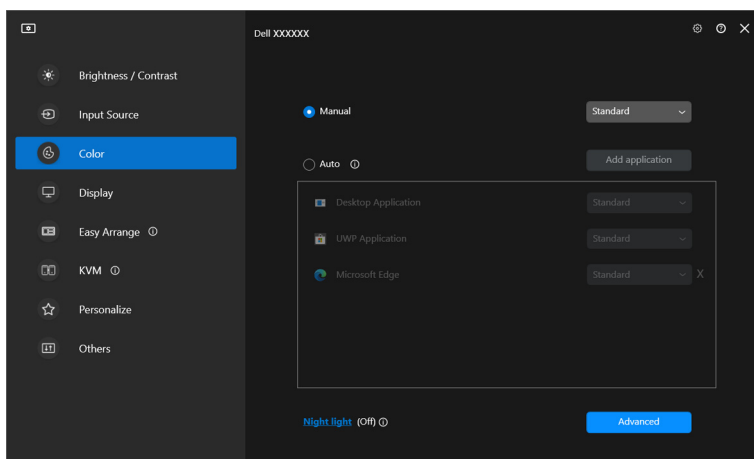 Dell XXXXXX
Brightness / Contrast
Input Source
Color
Display
Easy Arrange
KVM
Personalize
Others
Manual
Standard
Auto
Add application
Desktop Application
Standard
UWP Application
Standard
Microsoft Edge
Standard
X
Night light (Off)
Advanced